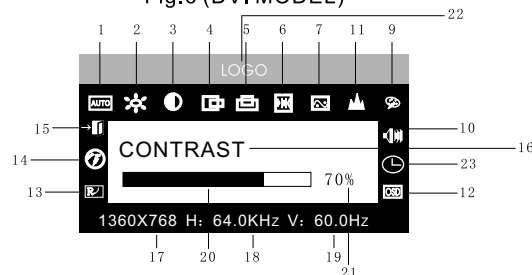 Fig.6 (DVI MODEL)
22
1 2 3 4 5 6 7 11 9
LOGO
AUTO
15
10
CONTRAST
16
14
70%
23
13
OSD
12
1360X768 H: 64.0KHz V: 60.0Hz
17 20 18 19
21